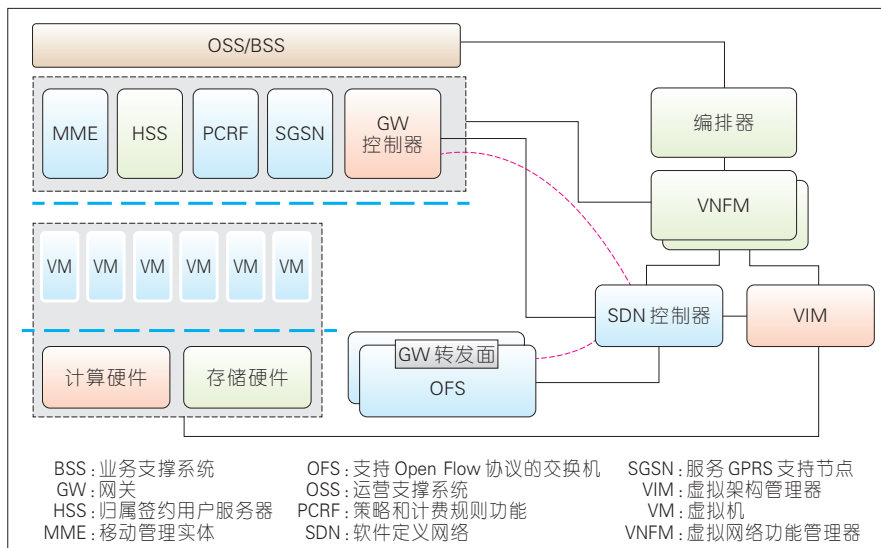 OSS/BSS
MME
HSS
PCRF
SGSN
GW
控制器
编排器
VNFM
VM
VM
VM
VM
VM
VM
SDN 控制器
VIM
GW 转发面
OFS
计算硬件
存储硬件
BSS：业务支撑系统
GW：网关
HSS：归属签约用户服务器
MME：移动管理实体
OFS：支持 Open Flow 协议的交换机
OSS：运营支撑系统
PCRF：策略和计费规则功能
SDN：软件定义网络
SGSN：服务 GPRS 支持节点
VIM：虚拟架构管理器
VM：虚拟机
VNFM：虚拟网络功能管理器